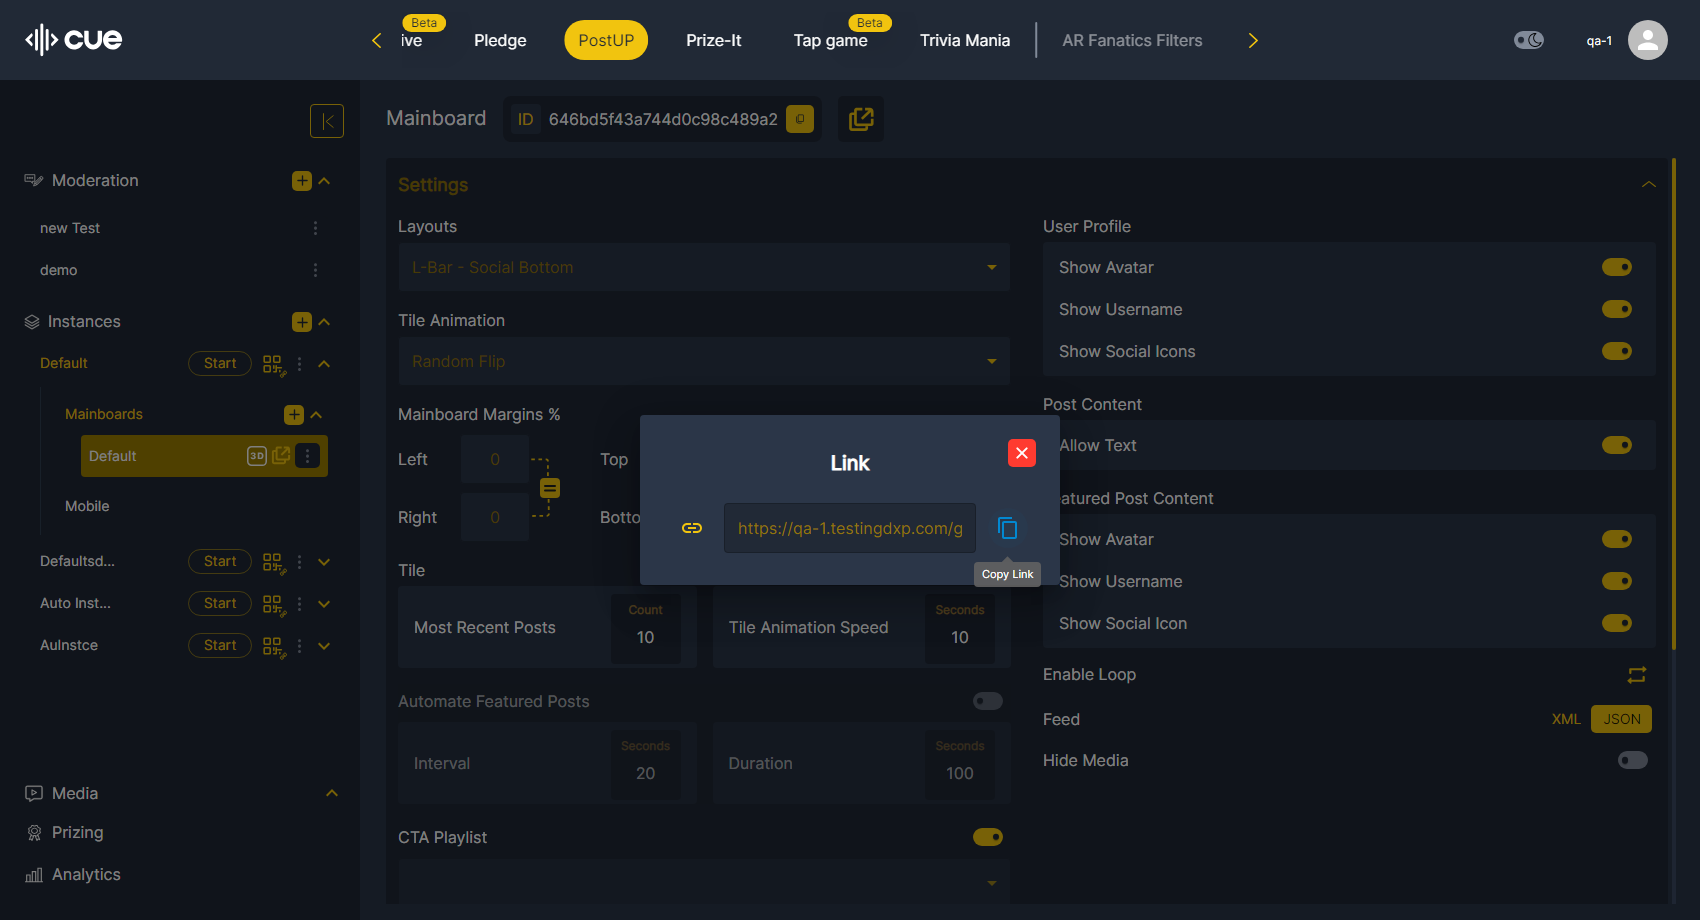 cue
ive
Beta
Pledge
PostUP
Prize-It
Tap game
Beta
Trivia Mania
AR Fanatics Filters
qa-1
Mainboard
ID
646bd5f43a744d0c98c489a2
Moderation
new Test
demo
Instances
Default
Start
Mainboards
Default
3D
Mobile
Defaultsd...
Start
Auto Inst...
Start
AuInstce
Start
Media
Prizing
Analytics
Settings
Layouts
L-Bar - Social Bottom
Tile Animation
Random Flip
Mainboard Margins %
Left
0
Top
Right
0
Botto
Tile
Most Recent Posts
Count
10
Tile Animation Speed
Seconds
10
Automate Featured Posts
Interval
Seconds
20
Duration
Seconds
100
CTA Playlist
User Profile
Show Avatar
Show Username
Show Social Icons
Post Content
Allow Text
atured Post Content
Show Avatar
Show Username
Show Social Icon
Enable Loop
Feed
XML
JSON
Hide Media
Link
https://qa-1.testingdxp.com/g
Copy Link